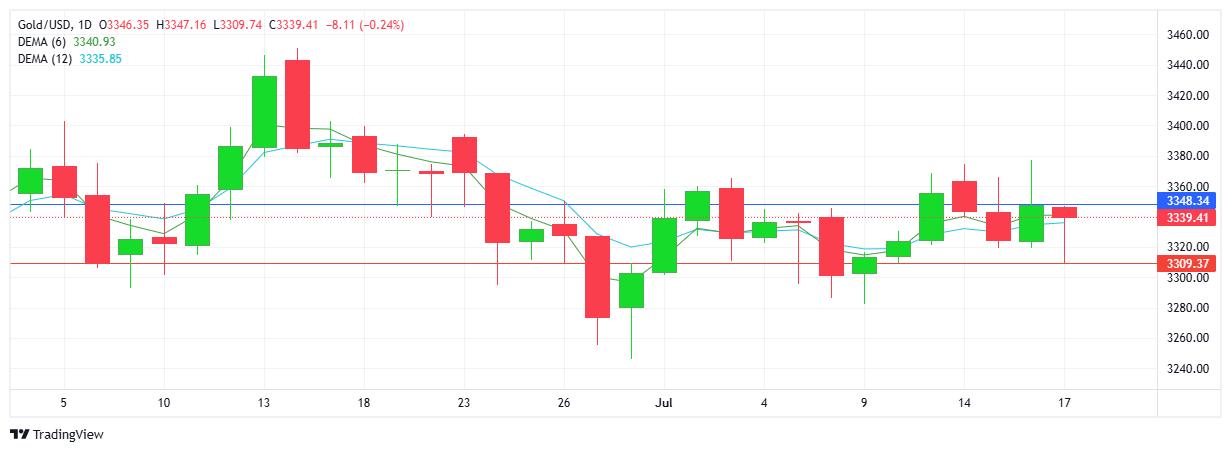 Gold/USD, 1D O3346.35 H3347.16 L3309.74 C3339.41 −8.11 (−0.24%)
DEMA (6) 3340.93
DEMA (12) 3335.85
3460.00
3440.00
3420.00
3400.00
3380.00
3360.00
3348.34
3339.41
3320.00
3309.37
3300.00
3280.00
3260.00
3240.00
5 10 13 18 23 26 Jul 4 9 14 17
TradingView